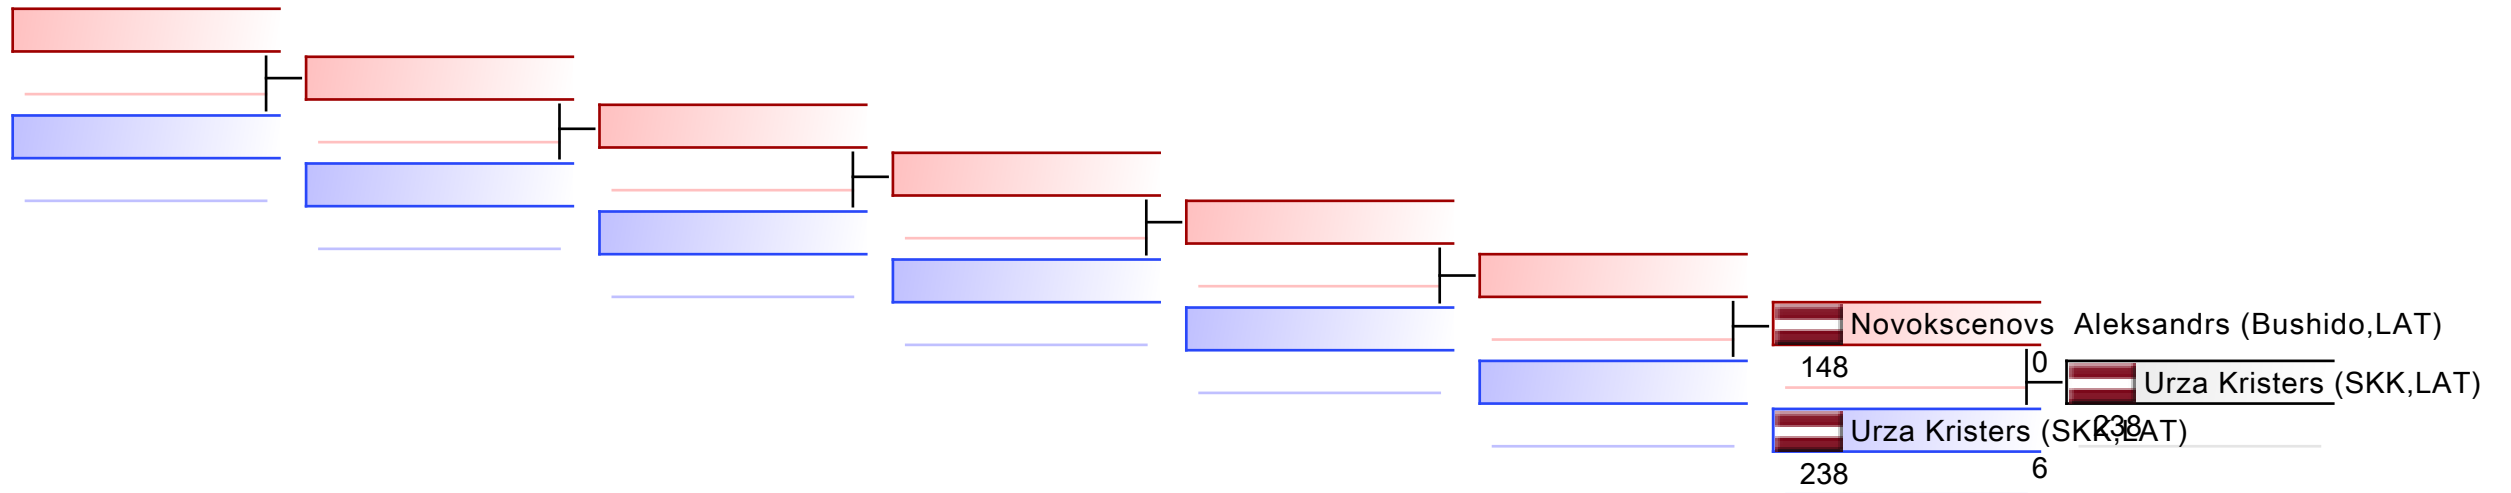 Novokscenovs  Aleksandrs (Bushido,LAT)
148
0
Urza Kristers (SKK,LAT)
238
Urza Kristers (SKK,LAT)
238
6